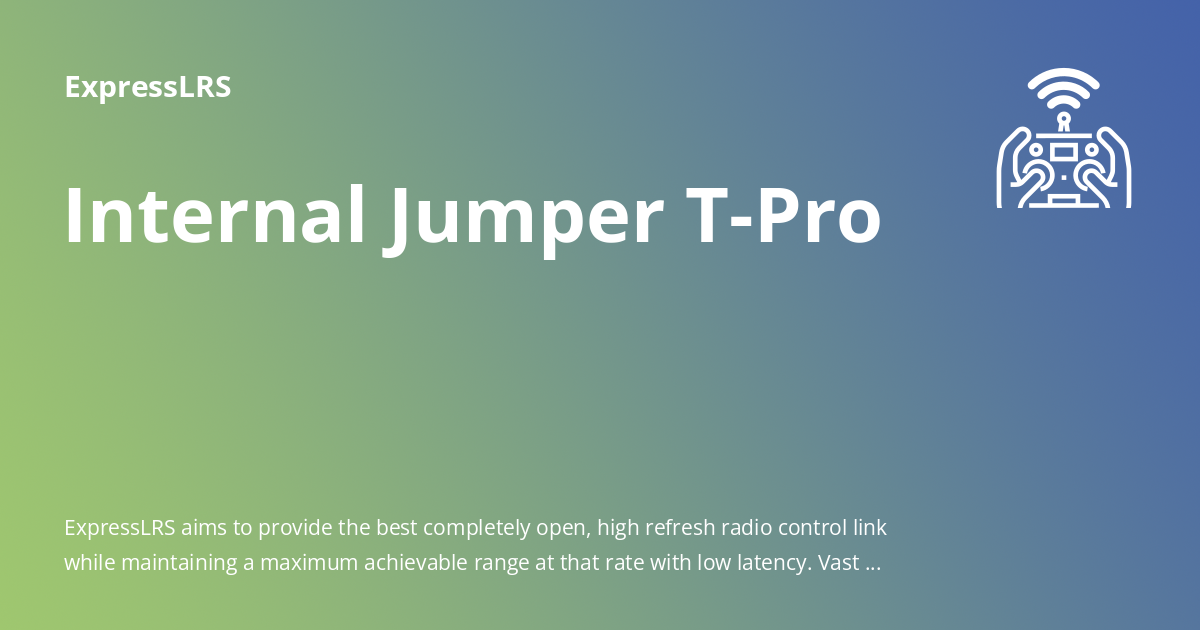 ExpressLRS
Internal Jumper T-Pro
ExpressLRS aims to provide the best completely open, high refresh radio control link
while maintaining a maximum achievable range at that rate with low latency. Vast ...